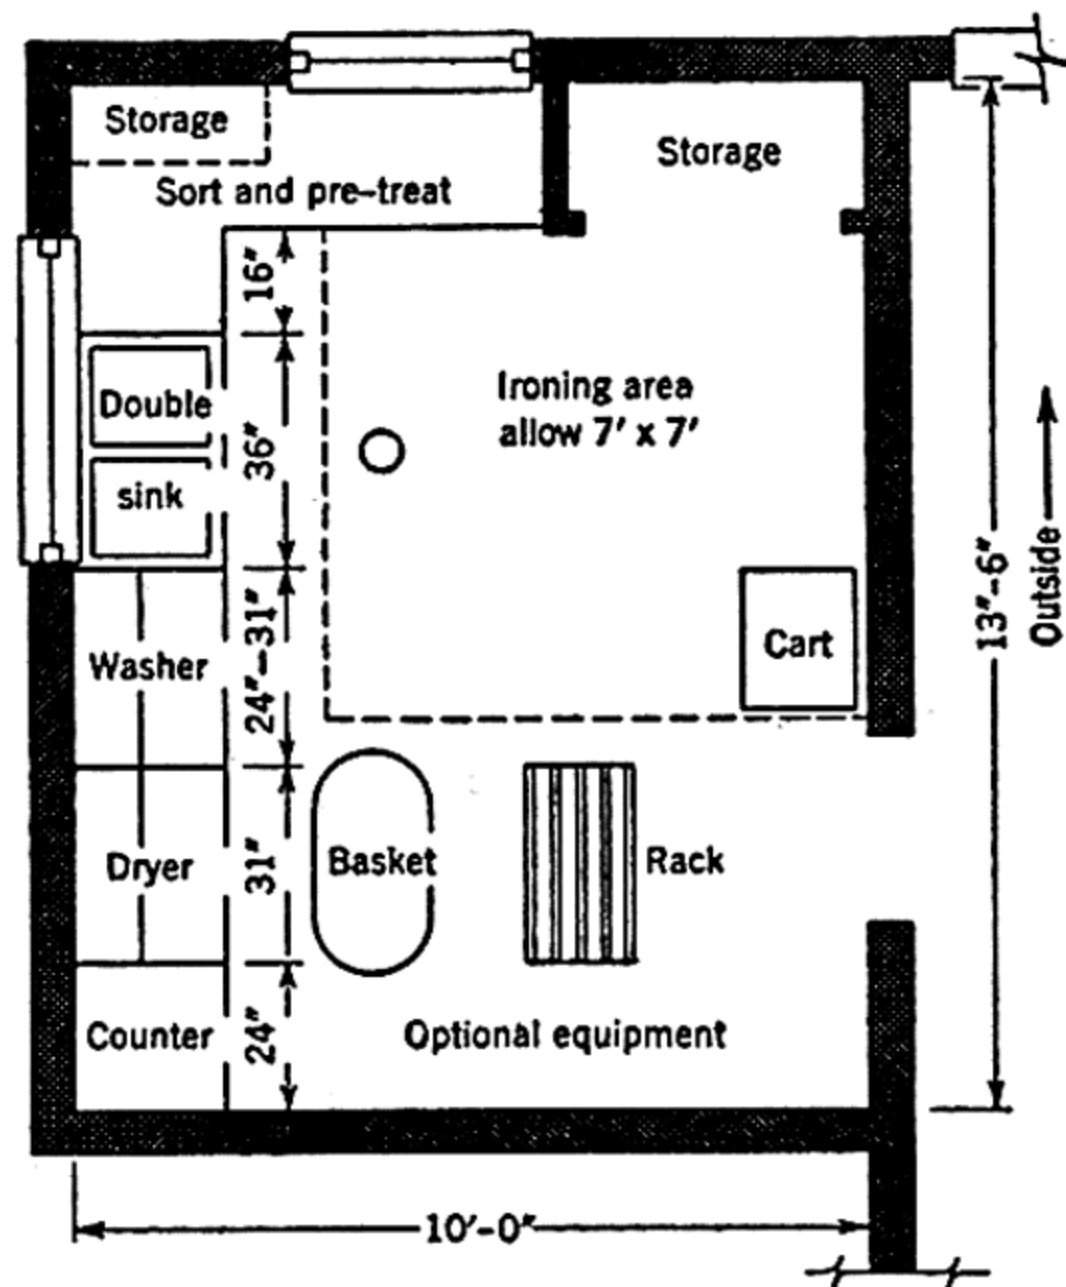 Storage
Storage
Sort and pre-treat
16"
Double
sink
36"
Ironing area
allow 7' x 7'
Outside
13"-6"
24"-31"
Washer
Cart
31"
Dryer
Basket
Rack
24"
Counter
Optional equipment
10'-0"